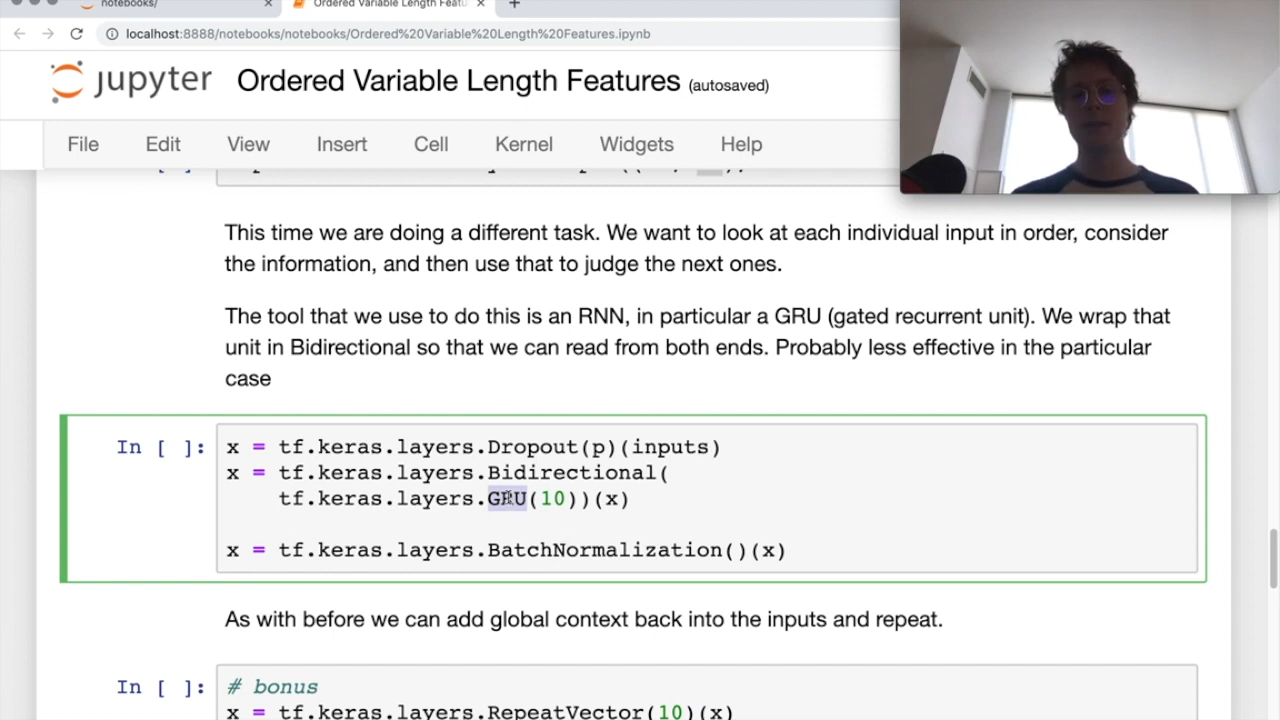 notebooks/ × Ordered Variable Length Featu × +
localhost:8888/notebooks/notebooks/Ordered%20Variable%20Length%20Features.ipynb
jupyter Ordered Variable Length Features (autosaved)
File Edit View Insert Cell Kernel Widgets Help
This time we are doing a different task. We want to look at each individual input in order, consider
the information, and then use that to judge the next ones.
The tool that we use to do this is an RNN, in particular a GRU (gated recurrent unit). We wrap that
unit in Bidirectional so that we can read from both ends. Probably less effective in the particular
case
In [ ]: x = tf.keras.layers.Dropout(p)(inputs)
x = tf.keras.layers.Bidirectional(
tf.keras.layers.GRU(10))(x)
x = tf.keras.layers.BatchNormalization()(x)
As with before we can add global context back into the inputs and repeat.
In [ ]: # bonus
x = tf.keras.layers.RepeatVector(10)(x)